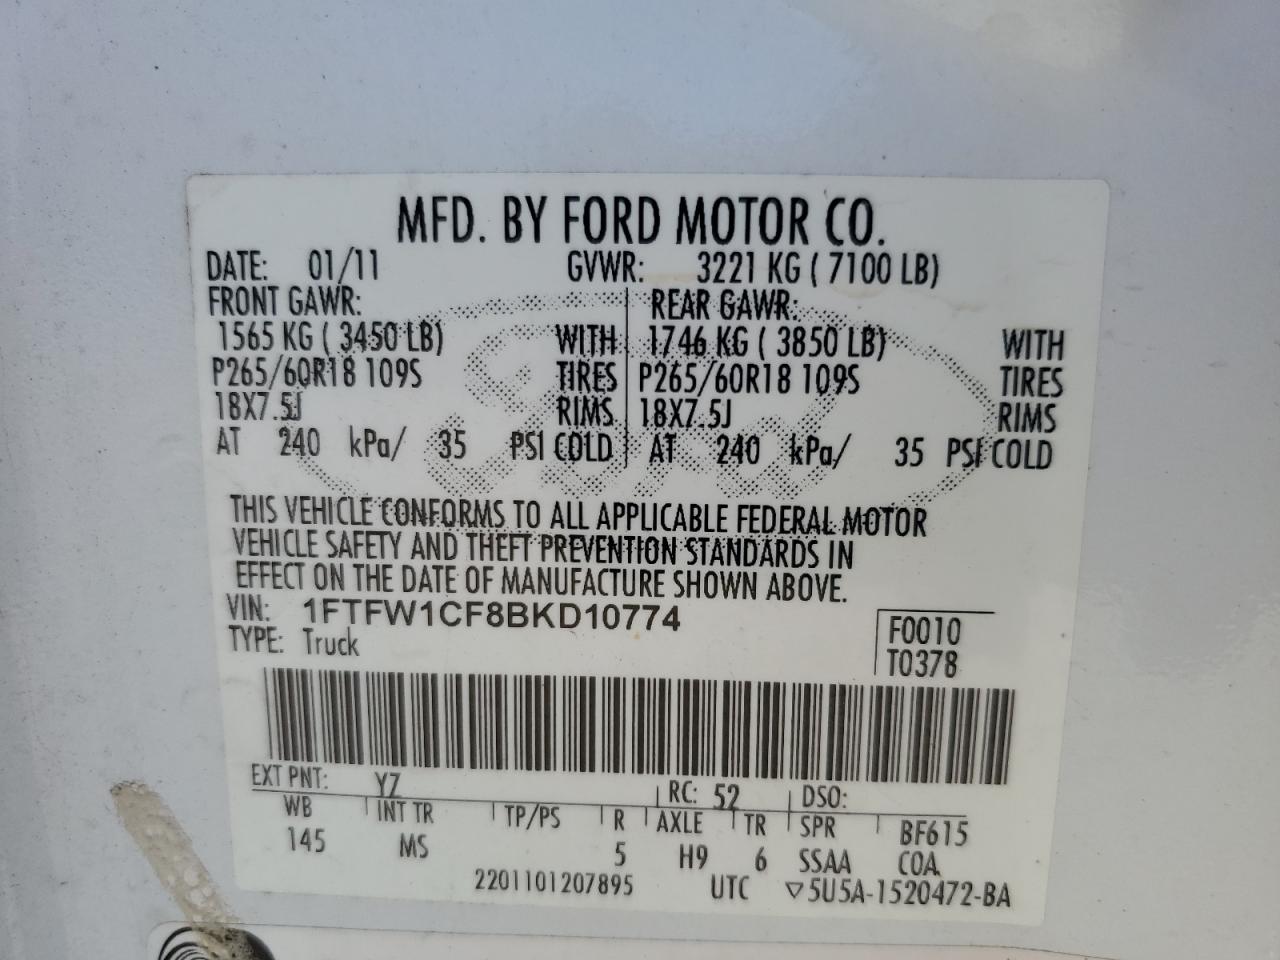 MFD. BY FORD MOTOR CO.
DATE: 01/11 GVWR: 3221 KG ( 7100 LB)
FRONT GAWR: REAR GAWR:
1565 KG ( 3450 LB) WITH 1746 KG ( 3850 LB) WITH
P265/60R18 109S TIRES P265/60R18 109S TIRES
18X7.5J RIMS 18X7.5J RIMS
AT 240 kPa/ 35 PSI COLD AT 240 kPa/ 35 PSI COLD
Ford
THIS VEHICLE CONFORMS TO ALL APPLICABLE FEDERAL MOTOR
VEHICLE SAFETY AND THEFT PREVENTION STANDARDS IN
EFFECT ON THE DATE OF MANUFACTURE SHOWN ABOVE.
VIN: 1FTFW1CF8BKD10774
TYPE: Truck
F0010
T0378
EXT PNT: YZ RC: 52 DSO:
WB INT TR TP/PS R AXLE TR SPR BF615
145 MS 5 H9 6 SSAA COA
2201101207895 UTC ▽5U5A-1520472-BA